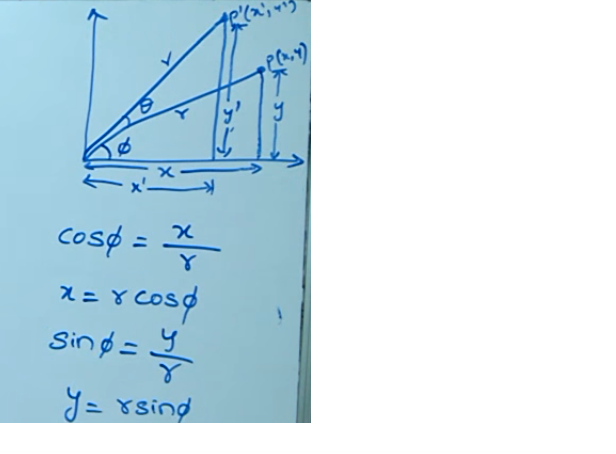 p'(x',y')
p(x,y)
r
θ
r
y'
y
φ
x
x'
cosφ = x/r
x = r cosφ
sinφ = y/r
y = r sinφ